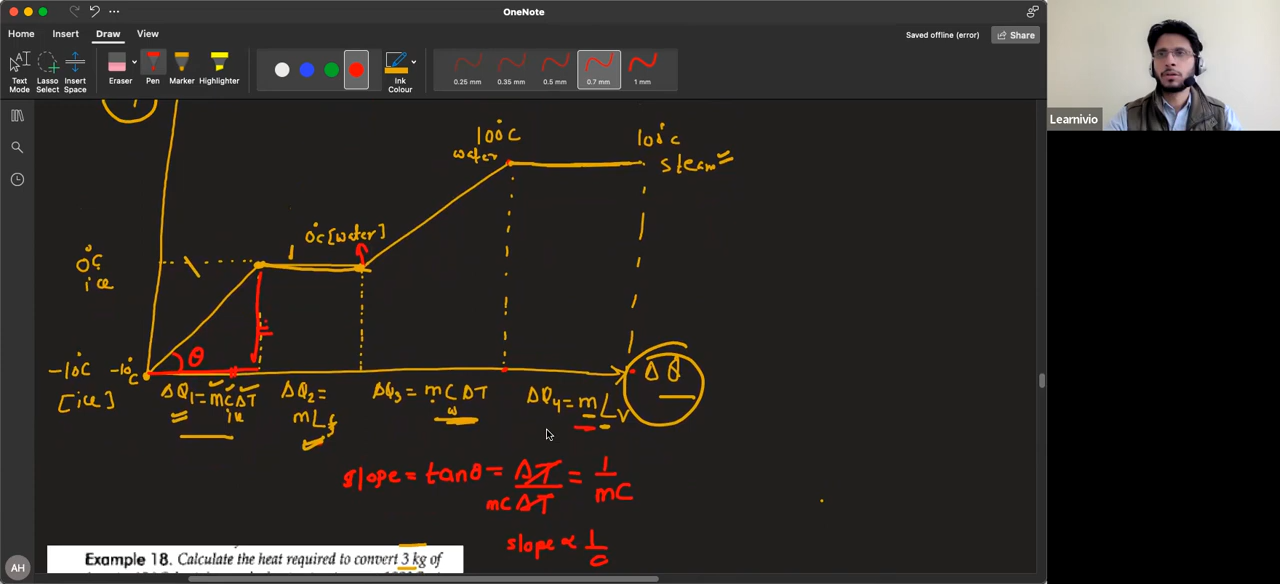 OneNote
Home Insert Draw View
Saved offline (error) Share
Text Mode
Lasso Select
Insert Space
Eraser
Pen
Marker
Highlighter
Ink Colour
0.25 mm
0.35 mm
0.5 mm
0.7 mm
1 mm
Learnivio
100°C
water
100°C
steam
0°C [water]
0°C
ice
θ
-10°C
[ice]
-10°C
ΔQ₁ = mCΔT
ice
ΔQ₂ =
mLf
ΔQ₃ = mCΔT
w
ΔQ₄ = mLv
ΔQ
slope = tanθ = ΔT / mCΔT = 1 / mC
slope ∝ 1 / C
AH
Example 18. Calculate the heat required to convert 3 kg of